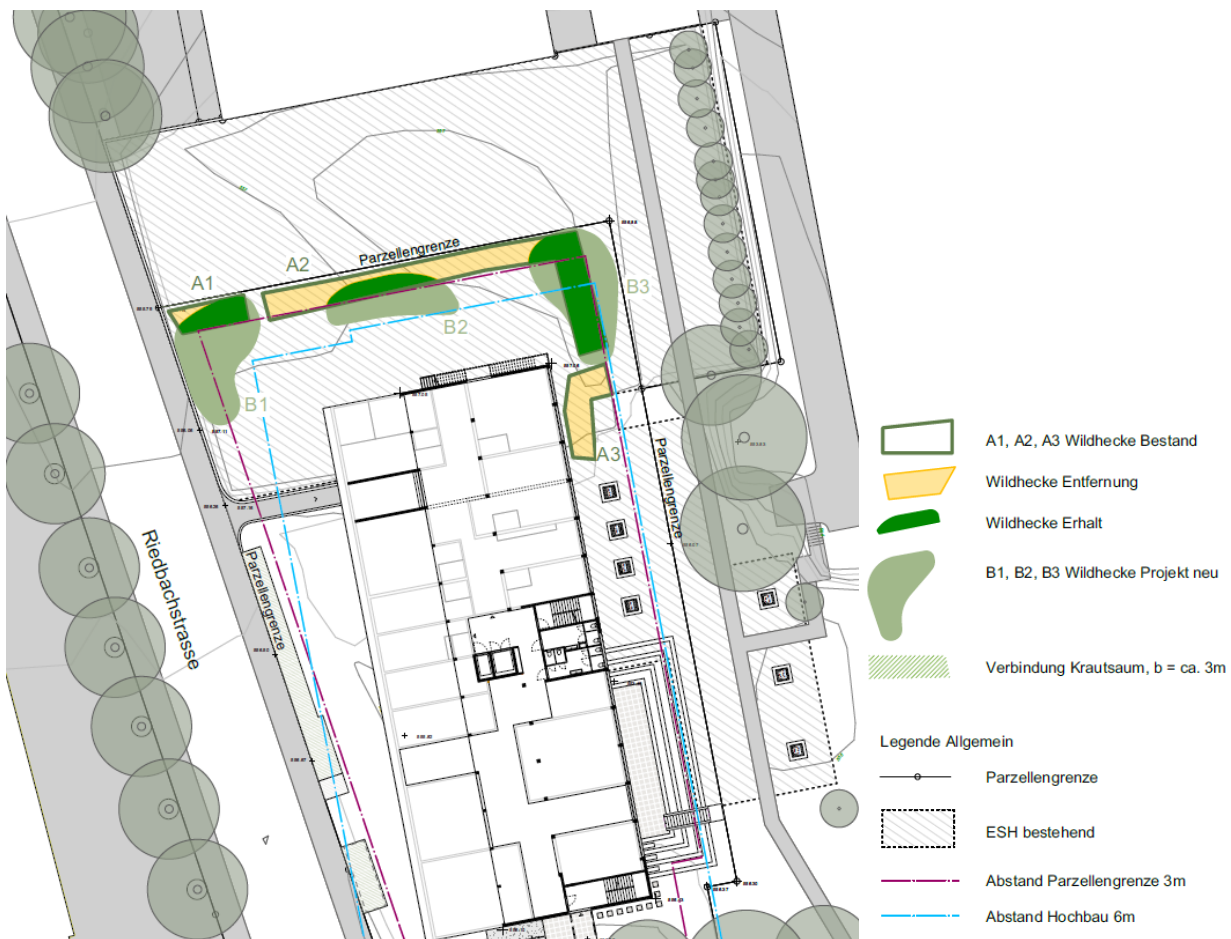 Parzellengrenze
A1
A2
B3
B2
B1
A3
Parzellengrenze
Riedbachstrasse
Parzellengrenze
A1, A2, A3 Wildhecke Bestand
Wildhecke Entfernung
Wildhecke Erhalt
B1, B2, B3 Wildhecke Projekt neu
Verbindung Krautsaum, b = ca. 3m
Legende Allgemein
Parzellengrenze
ESH bestehend
Abstand Parzellengrenze 3m
Abstand Hochbau 6m